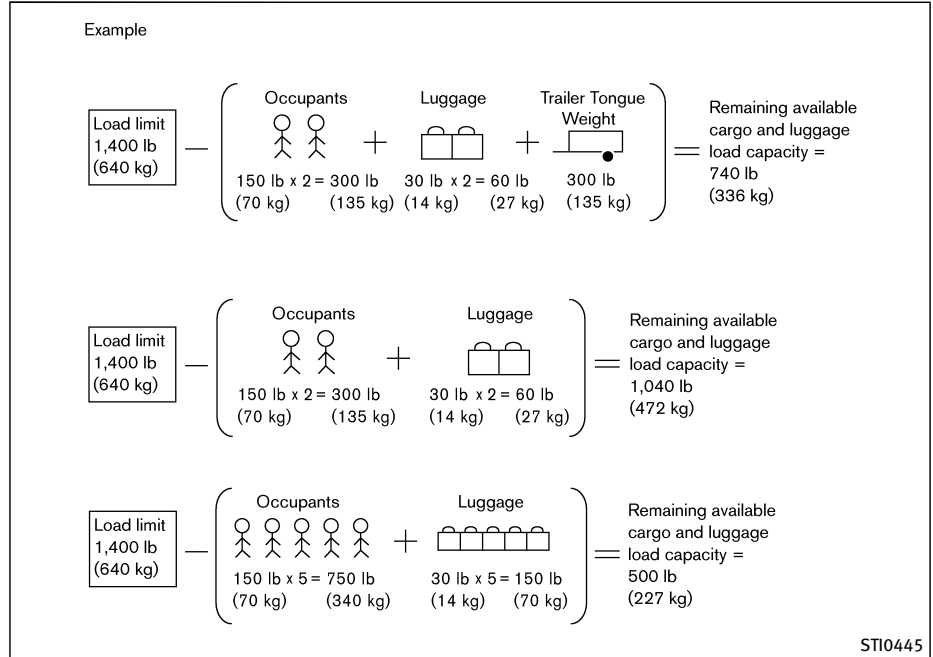 Example
Load limit
1,400 lb
(640 kg)
Occupants
150 lb x 2 = 300 lb
(70 kg) (135 kg)
Luggage
30 lb x 2 = 60 lb
(14 kg) (27 kg)
Trailer Tongue
Weight
300 lb
(135 kg)
Remaining available
cargo and luggage
load capacity =
740 lb
(336 kg)
Load limit
1,400 lb
(640 kg)
Occupants
150 lb x 2 = 300 lb
(70 kg) (135 kg)
Luggage
30 lb x 2 = 60 lb
(14 kg) (27 kg)
Remaining available
cargo and luggage
load capacity =
1,040 lb
(472 kg)
Load limit
1,400 lb
(640 kg)
Occupants
150 lb x 5 = 750 lb
(70 kg) (340 kg)
Luggage
30 lb x 5 = 150 lb
(14 kg) (70 kg)
Remaining available
cargo and luggage
load capacity =
500 lb
(227 kg)
STI0445